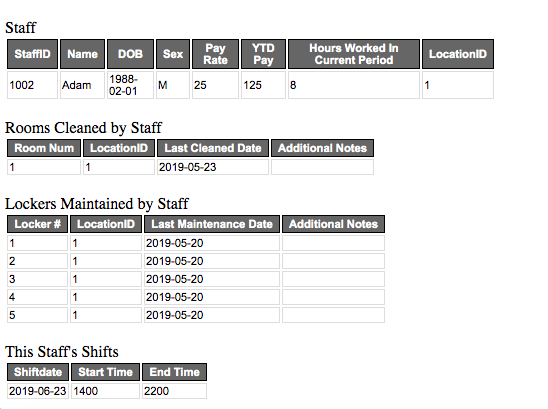 Staff
StaffID Name DOB Sex Pay Rate YTD Pay Hours Worked In Current Period LocationID
1002 Adam 1988-02-01 M 25 125 8 1
Rooms Cleaned by Staff
Room Num LocationID Last Cleaned Date Additional Notes
1 1 2019-05-23
Lockers Maintained by Staff
Locker # LocationID Last Maintenance Date Additional Notes
1 1 2019-05-20
2 1 2019-05-20
3 1 2019-05-20
4 1 2019-05-20
5 1 2019-05-20
This Staff's Shifts
Shiftdate Start Time End Time
2019-06-23 1400 2200